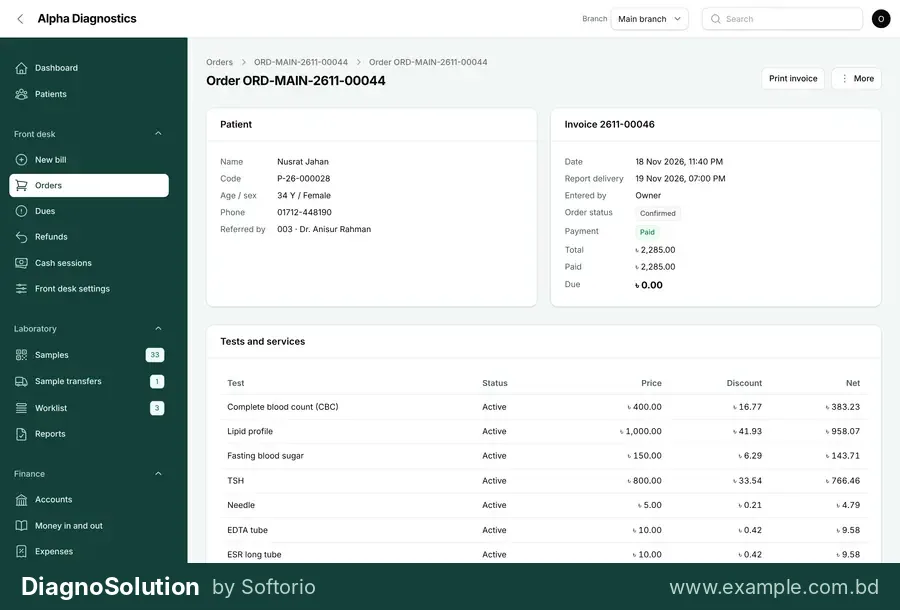 Alpha Diagnostics
Branch Main branch Search O
Dashboard
Patients
Front desk
New bill
Orders
Dues
Refunds
Cash sessions
Front desk settings
Laboratory
Samples 33
Sample transfers 1
Worklist 3
Reports
Finance
Accounts
Money in and out
Expenses
Orders > ORD-MAIN-2611-00044 > Order ORD-MAIN-2611-00044
Order ORD-MAIN-2611-00044
Print invoice More
Patient
Name Nusrat Jahan
Code P-26-000028
Age / sex 34 Y / Female
Phone 01712-448190
Referred by 003 · Dr. Anisur Rahman
Invoice 2611-00046
Date 18 Nov 2026, 11:40 PM
Report delivery 19 Nov 2026, 07:00 PM
Entered by Owner
Order status Confirmed
Payment Paid
Total ৳ 2,285.00
Paid ৳ 2,285.00
Due ৳ 0.00
Tests and services
Test Status Price Discount Net
Complete blood count (CBC) Active ৳ 400.00 ৳ 16.77 ৳ 383.23
Lipid profile Active ৳ 1,000.00 ৳ 41.93 ৳ 958.07
Fasting blood sugar Active ৳ 150.00 ৳ 6.29 ৳ 143.71
TSH Active ৳ 800.00 ৳ 33.54 ৳ 766.46
Needle Active ৳ 5.00 ৳ 0.21 ৳ 4.79
EDTA tube Active ৳ 10.00 ৳ 0.42 ৳ 9.58
ESR long tube Active ৳ 10.00 ৳ 0.42 ৳ 9.58
DiagnoSolution by Softorio www.example.com.bd